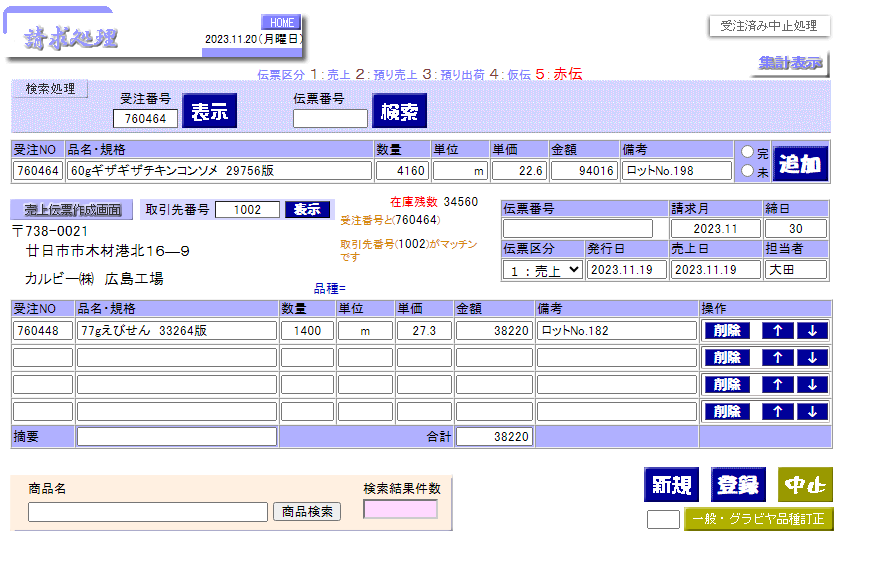 請求処理
HOME
2023.11.20(月曜日)
受注済み中止処理
集計表示
伝票区分 1:売上 2:預り売上 3:預り出荷 4:仮伝 5:赤伝
検索処理
受注番号 760464 表示 伝票番号 検索
受注NO 品名・規格 数量 単位 単価 金額 備考
760464 60gギザギザチキンコンソメ 29756版 4160 m 22.6 94016 ロットNo.198 完 未 追加
売上伝票作成画面 取引先番号 1002 表示
在庫残数 34560
受注番号と(760464)
取引先番号(1002)がマッチン
です
〒738-0021
廿日市市木材港北16―9
カルビー㈱ 広島工場
品種=
伝票番号 請求月 締日
2023.11 30
伝票区分 発行日 売上日 担当者
1:売上 2023.11.19 2023.11.19 大田
受注NO 品名・規格 数量 単位 単価 金額 備考 操作
760448 77gえびせん 33264版 1400 m 27.3 38220 ロットNo.182 削除 ↑ ↓
削除 ↑ ↓
削除 ↑ ↓
削除 ↑ ↓
摘要 合計 38220
商品名 検索結果件数
商品検索
新規 登録 中止
一般・グラビヤ品種訂正